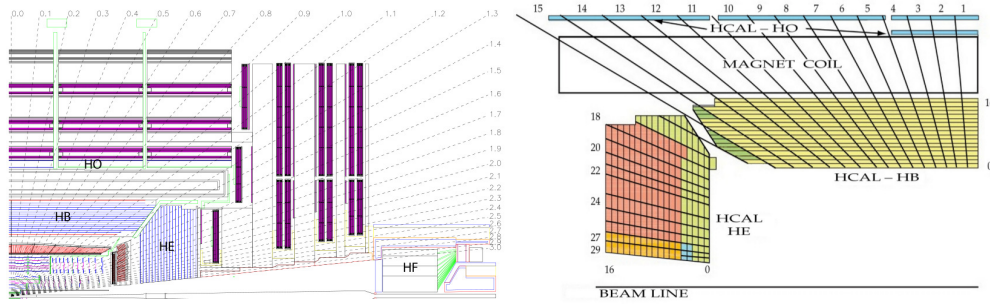 0.0 0.1 0.2 0.3 0.4 0.5 0.6 0.7 0.8 0.9 1.0 1.1 1.2 1.3
1.4
1.5
1.6
1.7
1.8
1.9
2.0
2.1
2.2
2.3
2.4
2.5
2.6
3.0
HO
HB
HE
HF
15 14 13 12 11 10 9 8 7 6 5 4 3 2 1
HCAL - HO
MAGNET COIL
18
20
22
24
27
29
16
0
HCAL - HB
HCAL
HE
BEAM LINE